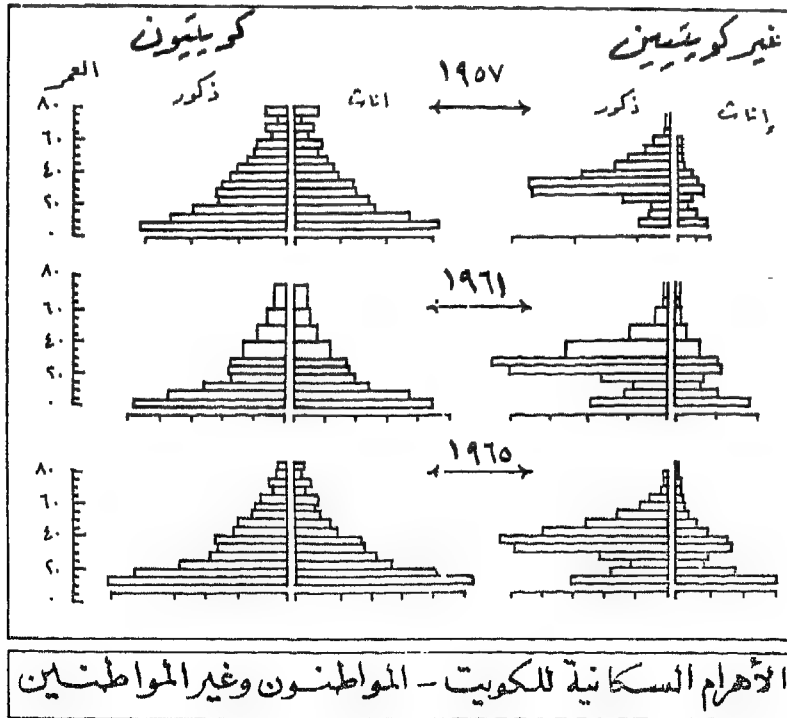 كويتيون
غير كويتيين
١٩٥٧
العمر
ذكور
اناث
ذكور
إناث
٨٠
٦٠
٤٠
٢٠
٠
١٩٦١
٨٠
٦٠
٤٠
٢٠
٠
١٩٦٥
٨٠
٦٠
٤٠
٢٠
٠
الأهرام السكانية للكويت - المواطنون وغير المواطنين